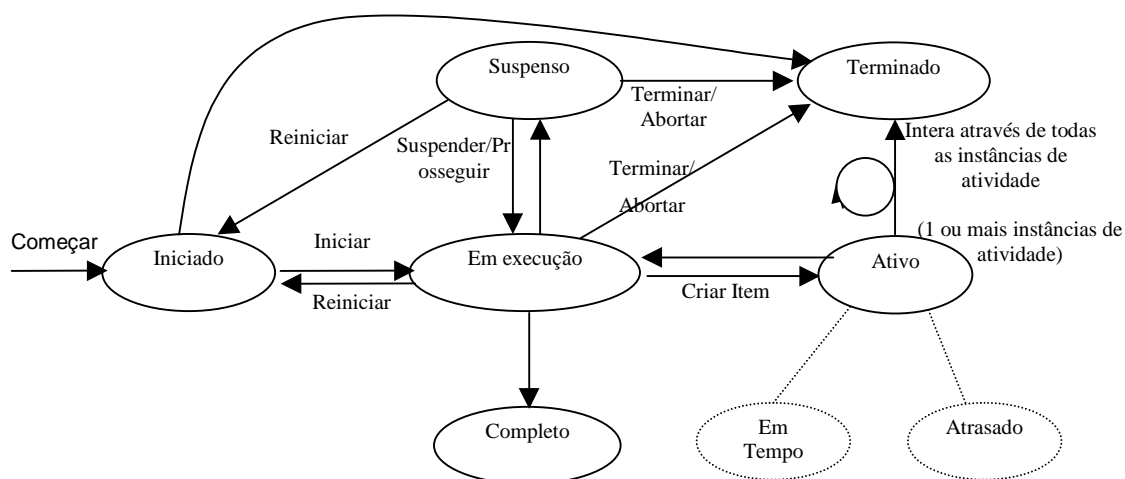 Suspenso
Terminado
Terminar/
Abortar
Reiniciar
Suspender/Pr
osseguir
Intera através de todas
as instâncias de
atividade
Terminar/
Abortar
(1 ou mais instâncias de
atividade)
Começar
Iniciado
Iniciar
Em execução
Ativo
Reiniciar
Criar Item
Completo
Em
Tempo
Atrasado